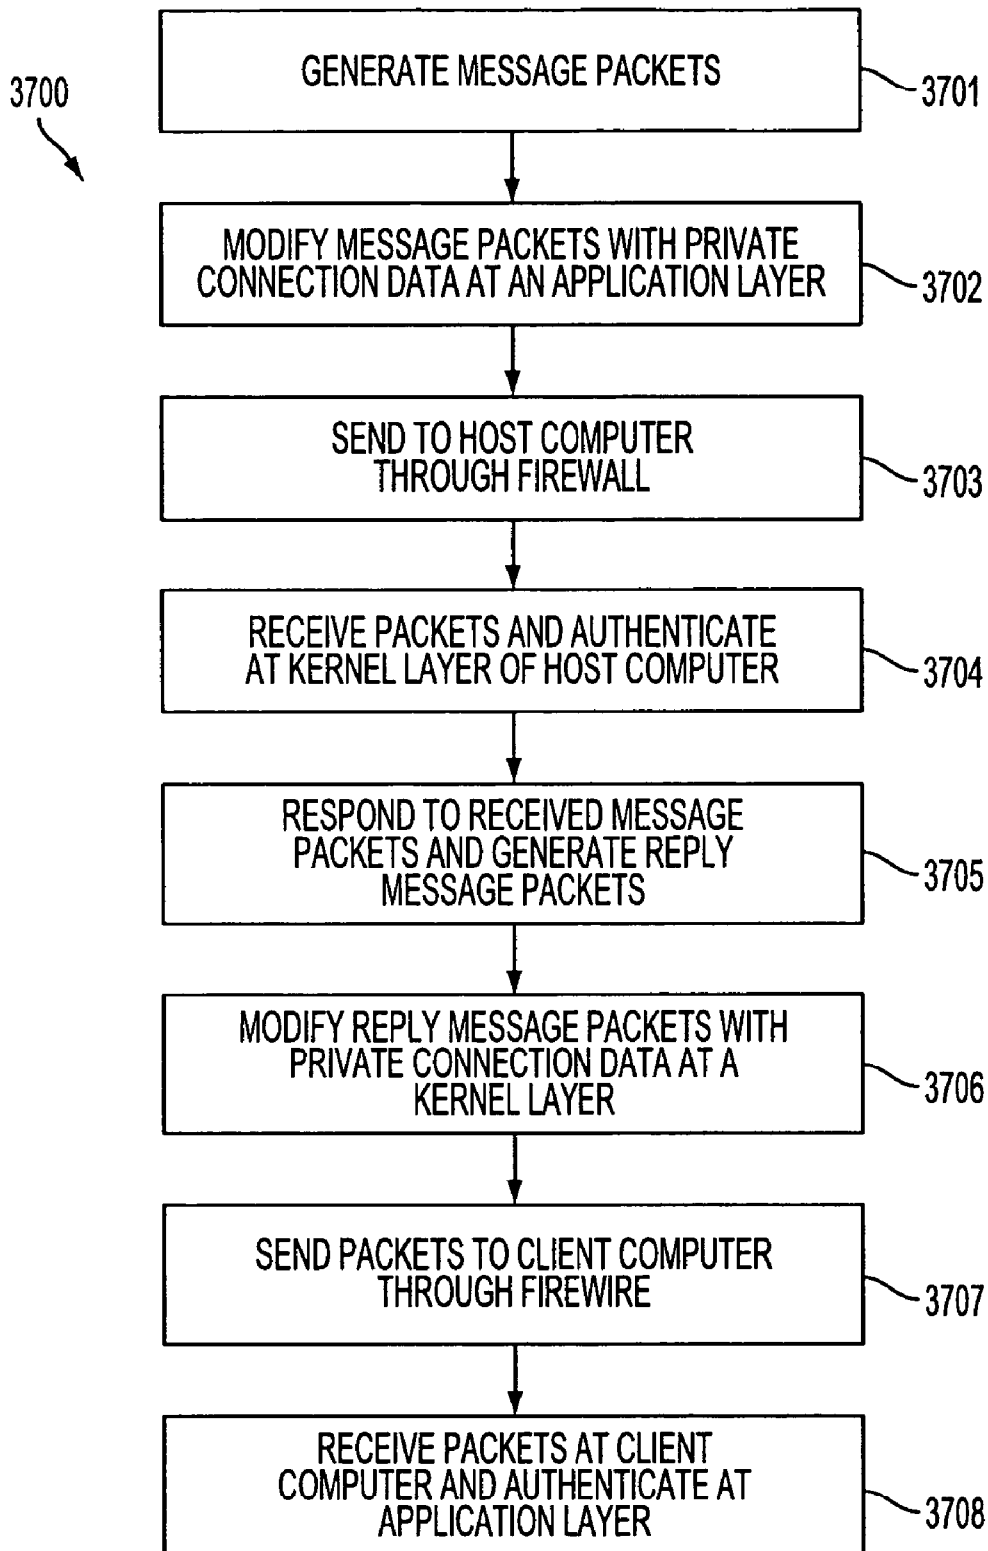 3700
GENERATE MESSAGE PACKETS
3701
MODIFY MESSAGE PACKETS WITH PRIVATE
CONNECTION DATA AT AN APPLICATION LAYER
3702
SEND TO HOST COMPUTER
THROUGH FIREWALL
3703
RECEIVE PACKETS AND AUTHENTICATE
AT KERNEL LAYER OF HOST COMPUTER
3704
RESPOND TO RECEIVED MESSAGE
PACKETS AND GENERATE REPLY
MESSAGE PACKETS
3705
MODIFY REPLY MESSAGE PACKETS WITH
PRIVATE CONNECTION DATA AT A
KERNEL LAYER
3706
SEND PACKETS TO CLIENT COMPUTER
THROUGH FIREWIRE
3707
RECEIVE PACKETS AT CLIENT
COMPUTER AND AUTHENTICATE AT
APPLICATION LAYER
3708